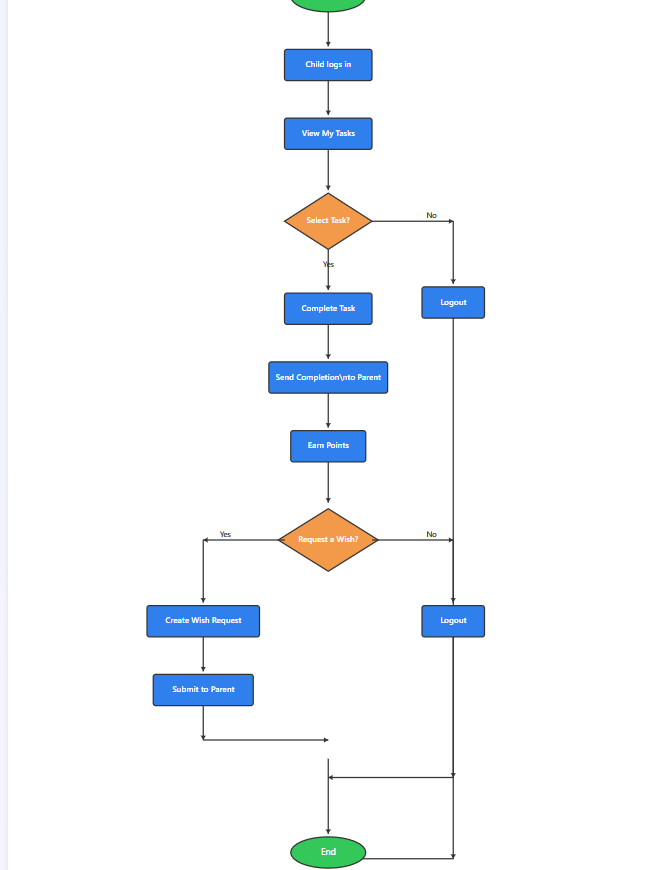 Child logs in
View My Tasks
Select Task?
No
Yes
Logout
Complete Task
Send Completion\nto Parent
Earn Points
Yes
Request a Wish?
No
Create Wish Request
Logout
Submit to Parent
End